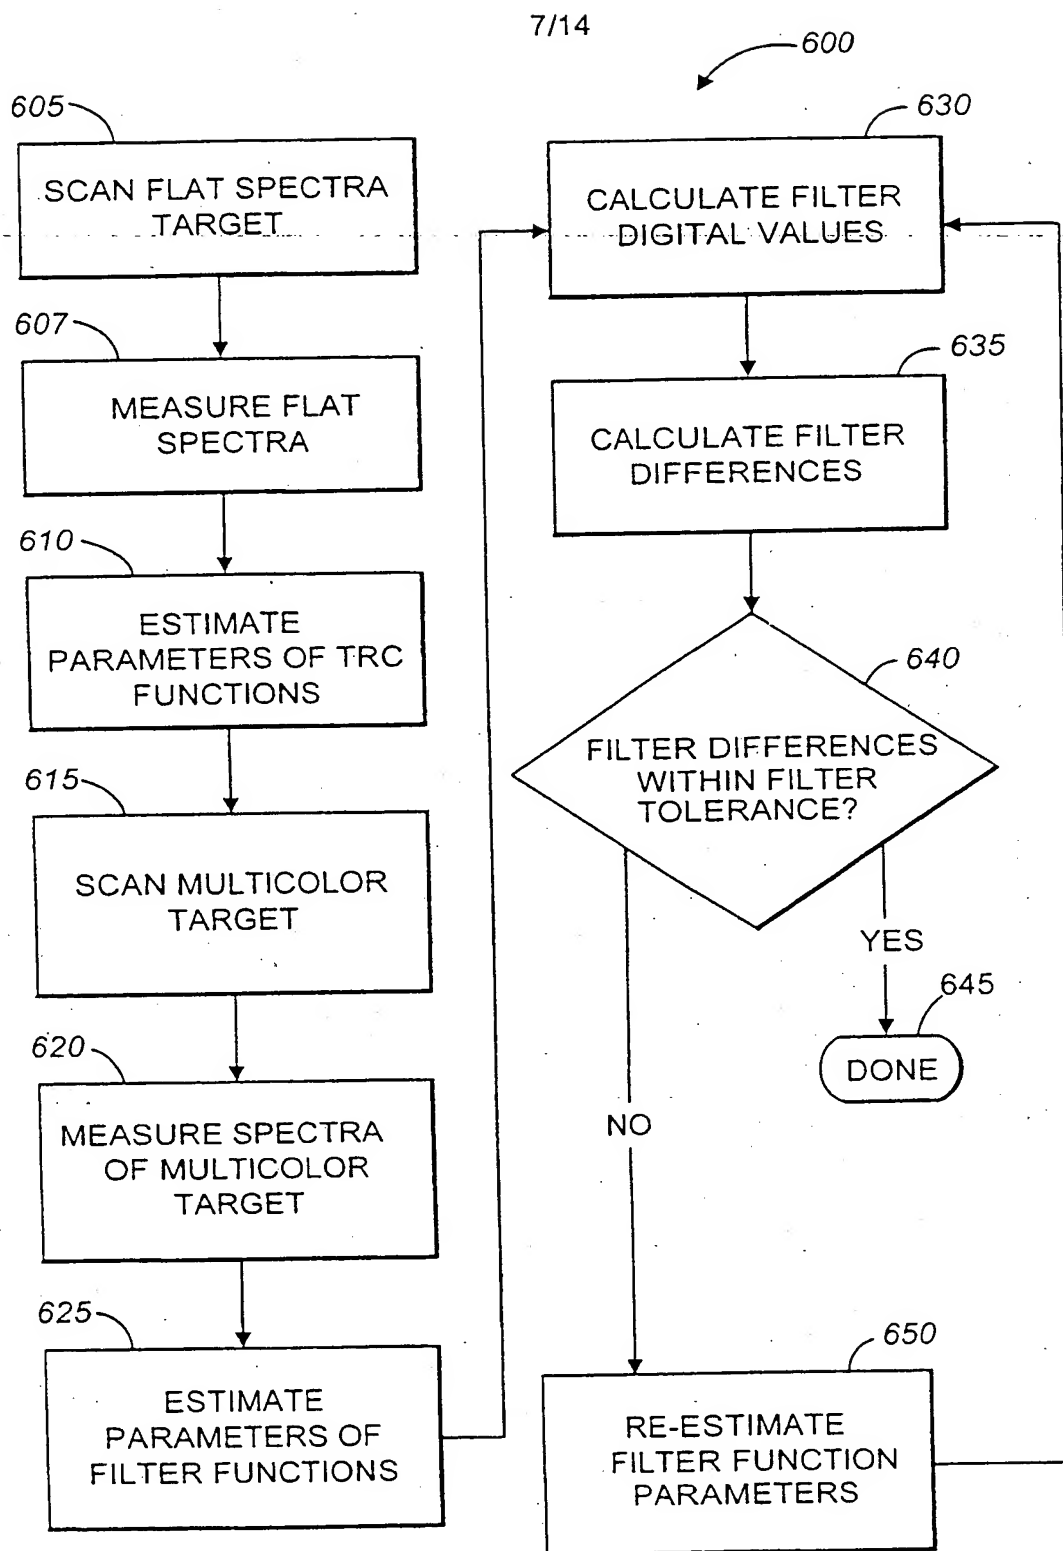 7/14
600
605
SCAN FLAT SPECTRA
TARGET
607
MEASURE FLAT
SPECTRA
610
ESTIMATE
PARAMETERS OF TRC
FUNCTIONS
615
SCAN MULTICOLOR
TARGET
620
MEASURE SPECTRA
OF MULTICOLOR
TARGET
625
ESTIMATE
PARAMETERS OF
FILTER FUNCTIONS
630
CALCULATE FILTER
DIGITAL VALUES
635
CALCULATE FILTER
DIFFERENCES
640
FILTER DIFFERENCES
WITHIN FILTER
TOLERANCE?
YES
645
DONE
NO
650
RE-ESTIMATE
FILTER FUNCTION
PARAMETERS